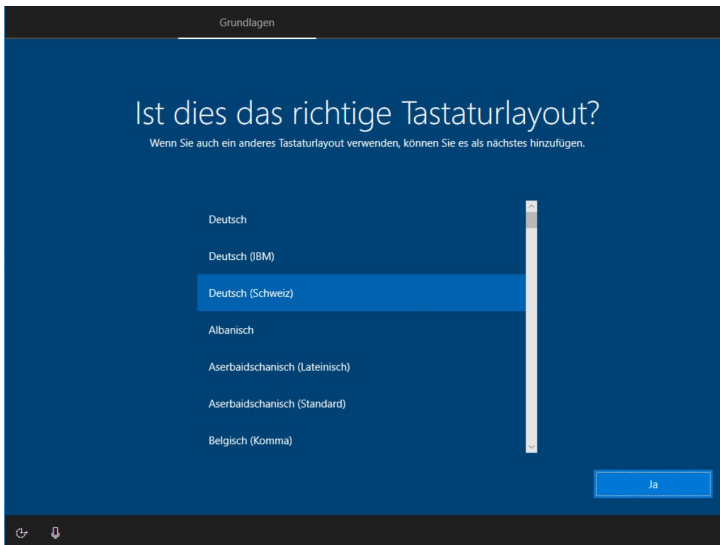 Grundlagen
Ist dies das richtige Tastaturlayout?
Wenn Sie auch ein anderes Tastaturlayout verwenden, können Sie es als nächstes hinzufügen.
Deutsch
Deutsch (IBM)
Deutsch (Schweiz)
Albanisch
Aserbaidschanisch (Lateinisch)
Aserbaidschanisch (Standard)
Belgisch (Komma)
Ja